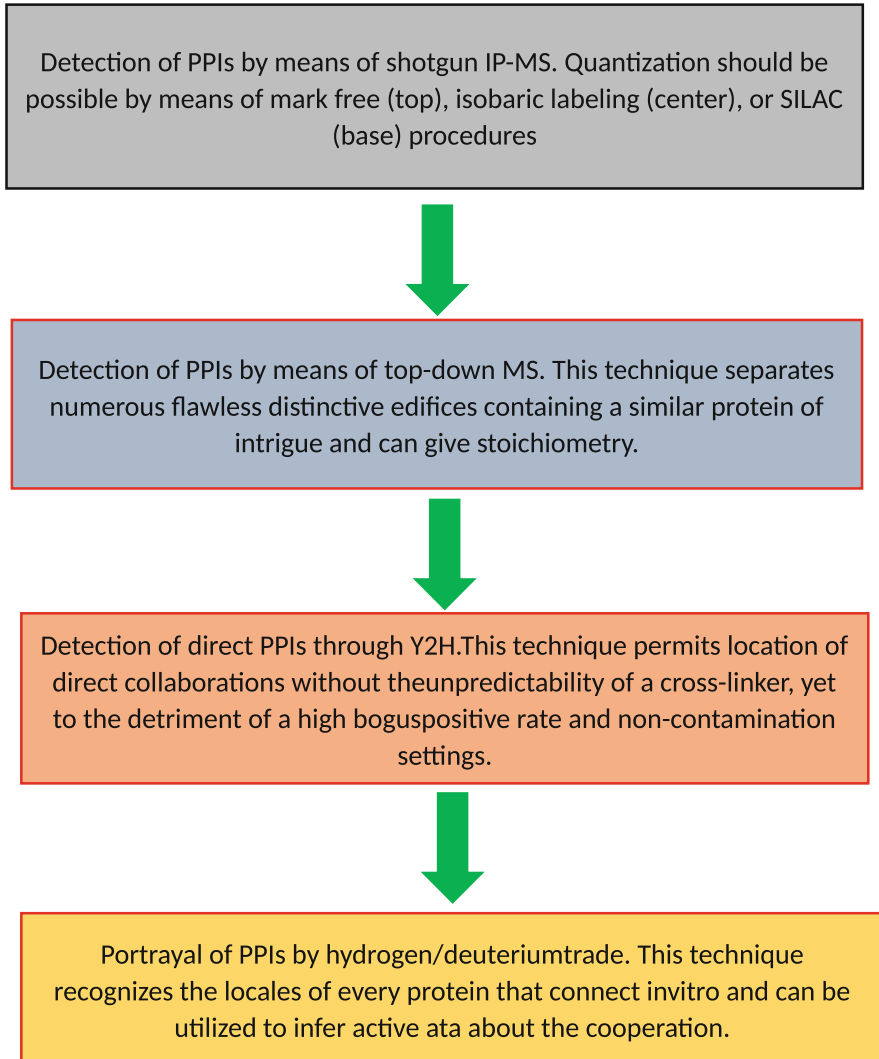 Detection of PPIs by means of shotgun IP-MS. Quantization should be
possible by means of mark free (top), isobaric labeling (center), or SILAC
(base) procedures
Detection of PPIs by means of top-down MS. This technique separates
numerous flawless distinctive edifices containing a similar protein of
intrigue and can give stoichiometry.
Detection of direct PPIs through Y2H.This technique permits location of
direct collaborations without theunpredictability of a cross-linker, yet
to the detriment of a high boguspositive rate and non-contamination
settings.
Portrayal of PPIs by hydrogen/deuteriumtrade. This technique
recognizes the locales of every protein that connect invitro and can be
utilized to infer active ata about the cooperation.